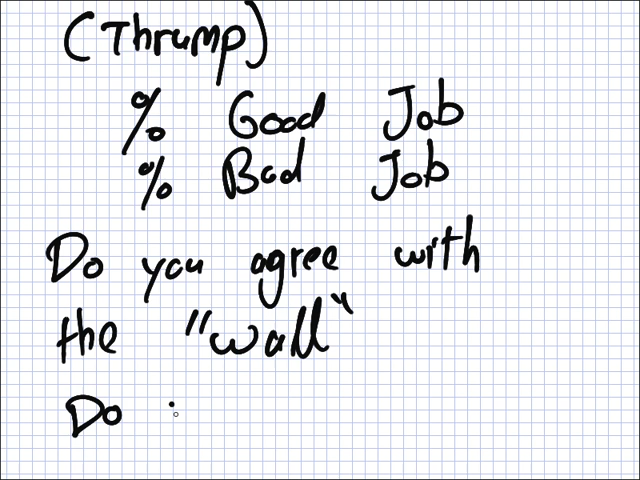 (Thrump)
% Good Job
% Bad Job
Do you agree with
the "wall"
Do